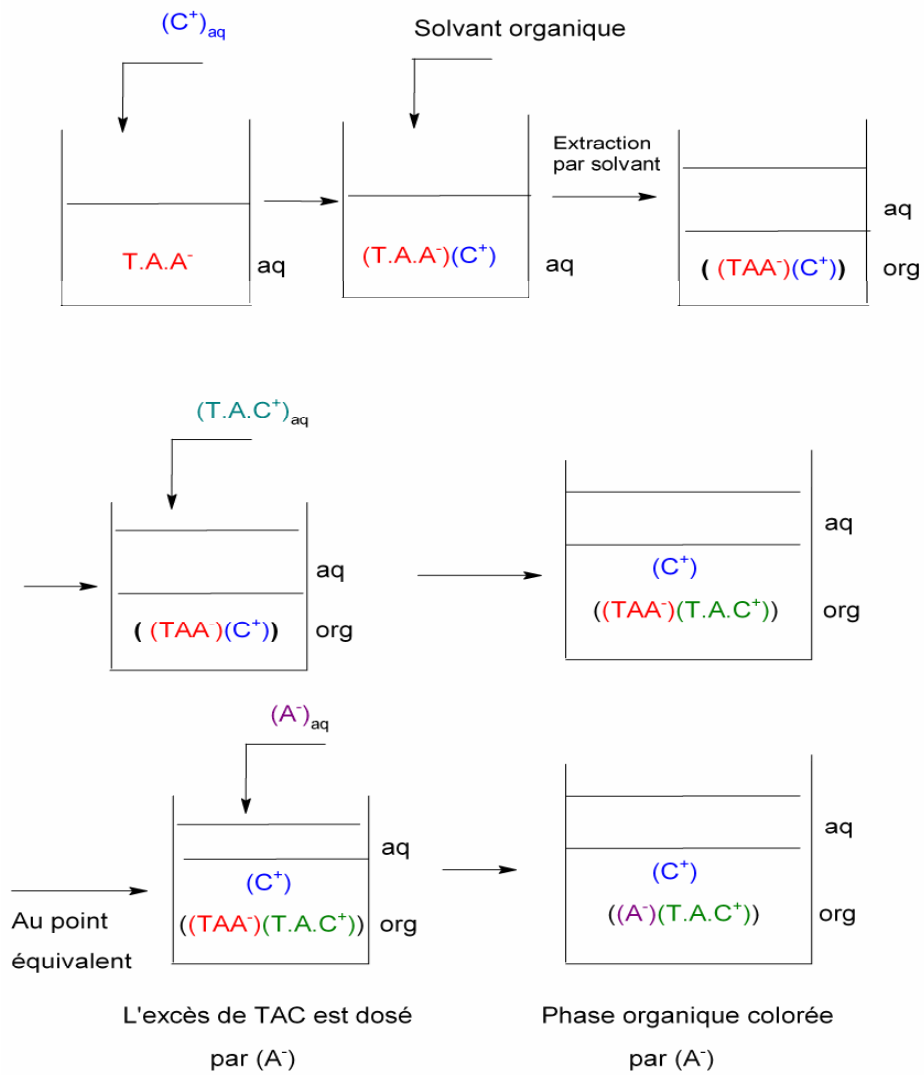 (C⁺)aq
Solvant organique
Extraction
par solvant
T.A.A⁻
aq
(T.A.A⁻)(C⁺)
aq
aq
( (TAA⁻)(C⁺))
org
(T.A.C⁺)aq
aq
( (TAA⁻)(C⁺))
org
aq
(C⁺)
((TAA⁻)(T.A.C⁺))
org
(A⁻)aq
Au point
équivalent
aq
(C⁺)
((TAA⁻)(T.A.C⁺))
org
aq
(C⁺)
((A⁻)(T.A.C⁺))
org
L'excès de TAC est dosé
par (A⁻)
Phase organique colorée
par (A⁻)